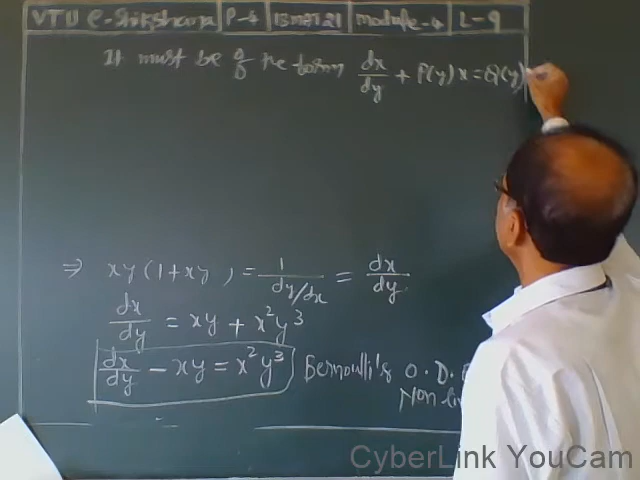 VTU e-Shikshana P-4 15MAT21 module-4 L-9
It must be of the form dx/dy + P(y)x = Q(y)
⇒ xy(1+xy ) = 1/(dy/dx) = dx/dy
dx/dy = xy + x²y³
dx/dy − xy = x²y³ Bernoulli's O.D.
Non
CyberLink YouCam